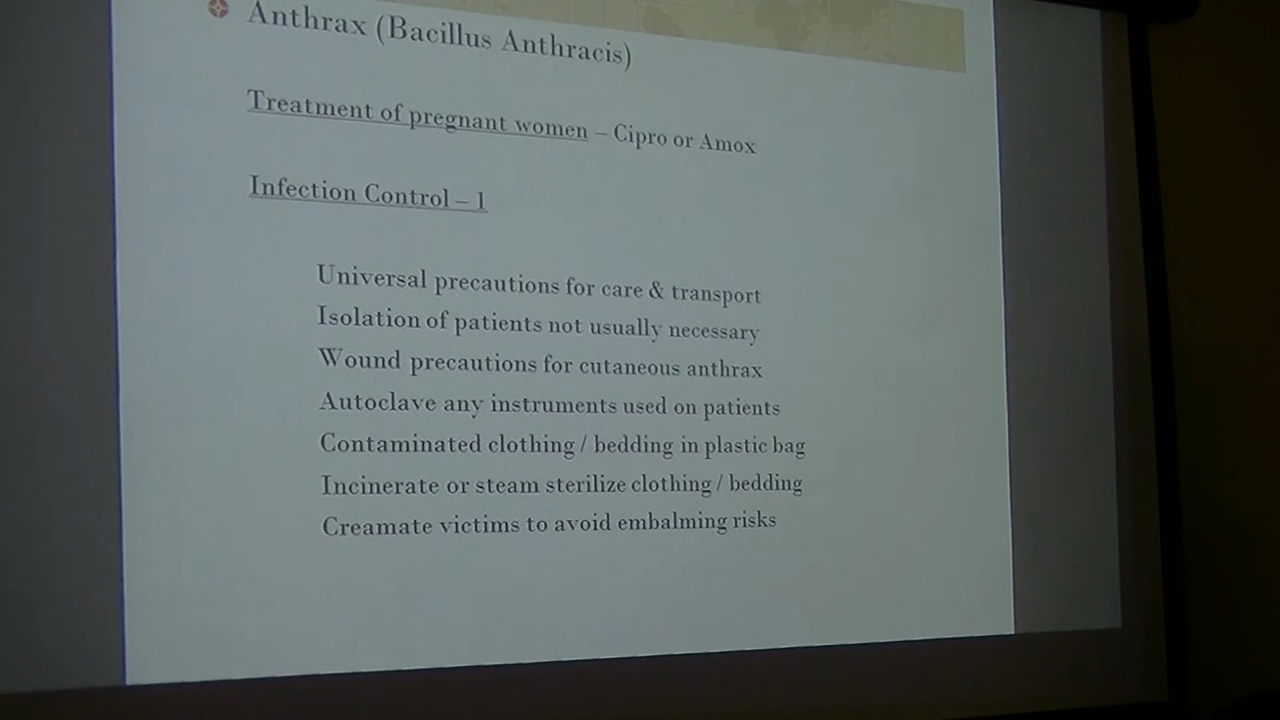 Anthrax (Bacillus Anthracis)
Treatment of pregnant women – Cipro or Amox
Infection Control – 1
Universal precautions for care & transport
Isolation of patients not usually necessary
Wound precautions for cutaneous anthrax
Autoclave any instruments used on patients
Contaminated clothing / bedding in plastic bag
Incinerate or steam sterilize clothing / bedding
Creamate victims to avoid embalming risks